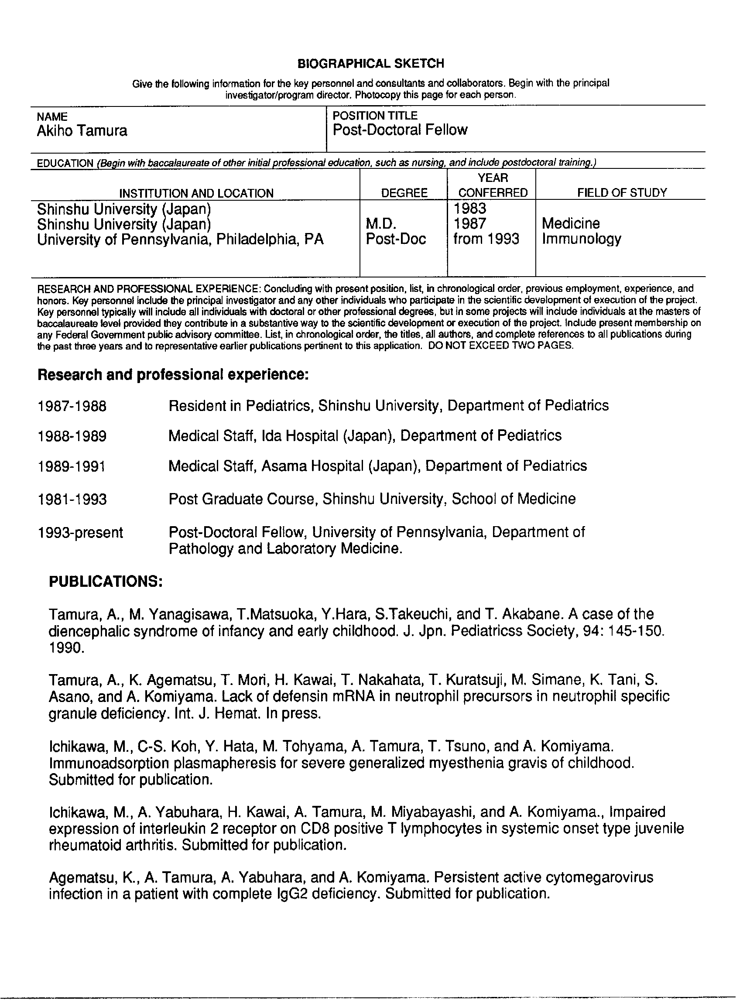 BIOGRAPHICAL SKETCH
Give the following information for the key personnel and consultants and collaborators. Begin with the principal
investigator/program director. Photocopy this page for each person.
NAME
Akiho Tamura
POSITION TITLE
Post-Doctoral Fellow
EDUCATION (Begin with baccalaureate of other initial professional education, such as nursing, and include postdoctoral training.)
INSTITUTION AND LOCATION DEGREE YEAR CONFERRED FIELD OF STUDY
Shinshu University (Japan) 1983
Shinshu University (Japan) M.D. 1987 Medicine
University of Pennsylvania, Philadelphia, PA Post-Doc from 1993 Immunology
RESEARCH AND PROFESSIONAL EXPERIENCE: Concluding with present position, list, in chronological order, previous employment, experience, and
honors. Key personnel include the principal investigator and any other individuals who participate in the scientific development of execution of the project.
Key personnel typically will include all individuals with doctoral or other professional degrees, but in some projects will include individuals at the masters of
baccalaureate level provided they contribute in a substantive way to the scientific development or execution of the project. Include present membership on
any Federal Government public advisory committee. List, in chronological order, the titles, all authors, and complete references to all publications during
the past three years and to representative earlier publications pertinent to this application. DO NOT EXCEED TWO PAGES.
Research and professional experience:
1987-1988 Resident in Pediatrics, Shinshu University, Department of Pediatrics
1988-1989 Medical Staff, Ida Hospital (Japan), Department of Pediatrics
1989-1991 Medical Staff, Asama Hospital (Japan), Department of Pediatrics
1981-1993 Post Graduate Course, Shinshu University, School of Medicine
1993-present Post-Doctoral Fellow, University of Pennsylvania, Department of
Pathology and Laboratory Medicine.
PUBLICATIONS:
Tamura, A., M. Yanagisawa, T.Matsuoka, Y.Hara, S.Takeuchi, and T. Akabane. A case of the
diencephalic syndrome of infancy and early childhood. J. Jpn. Pediatricss Society, 94: 145-150.
1990.
Tamura, A., K. Agematsu, T. Mori, H. Kawai, T. Nakahata, T. Kuratsuji, M. Simane, K. Tani, S.
Asano, and A. Komiyama. Lack of defensin mRNA in neutrophil precursors in neutrophil specific
granule deficiency. Int. J. Hemat. In press.
Ichikawa, M., C-S. Koh, Y. Hata, M. Tohyama, A. Tamura, T. Tsuno, and A. Komiyama.
Immunoadsorption plasmapheresis for severe generalized myesthenia gravis of childhood.
Submitted for publication.
Ichikawa, M., A. Yabuhara, H. Kawai, A. Tamura, M. Miyabayashi, and A. Komiyama., Impaired
expression of interleukin 2 receptor on CD8 positive T lymphocytes in systemic onset type juvenile
rheumatoid arthritis. Submitted for publication.
Agematsu, K., A. Tamura, A. Yabuhara, and A. Komiyama. Persistent active cytomegarovirus
infection in a patient with complete IgG2 deficiency. Submitted for publication.